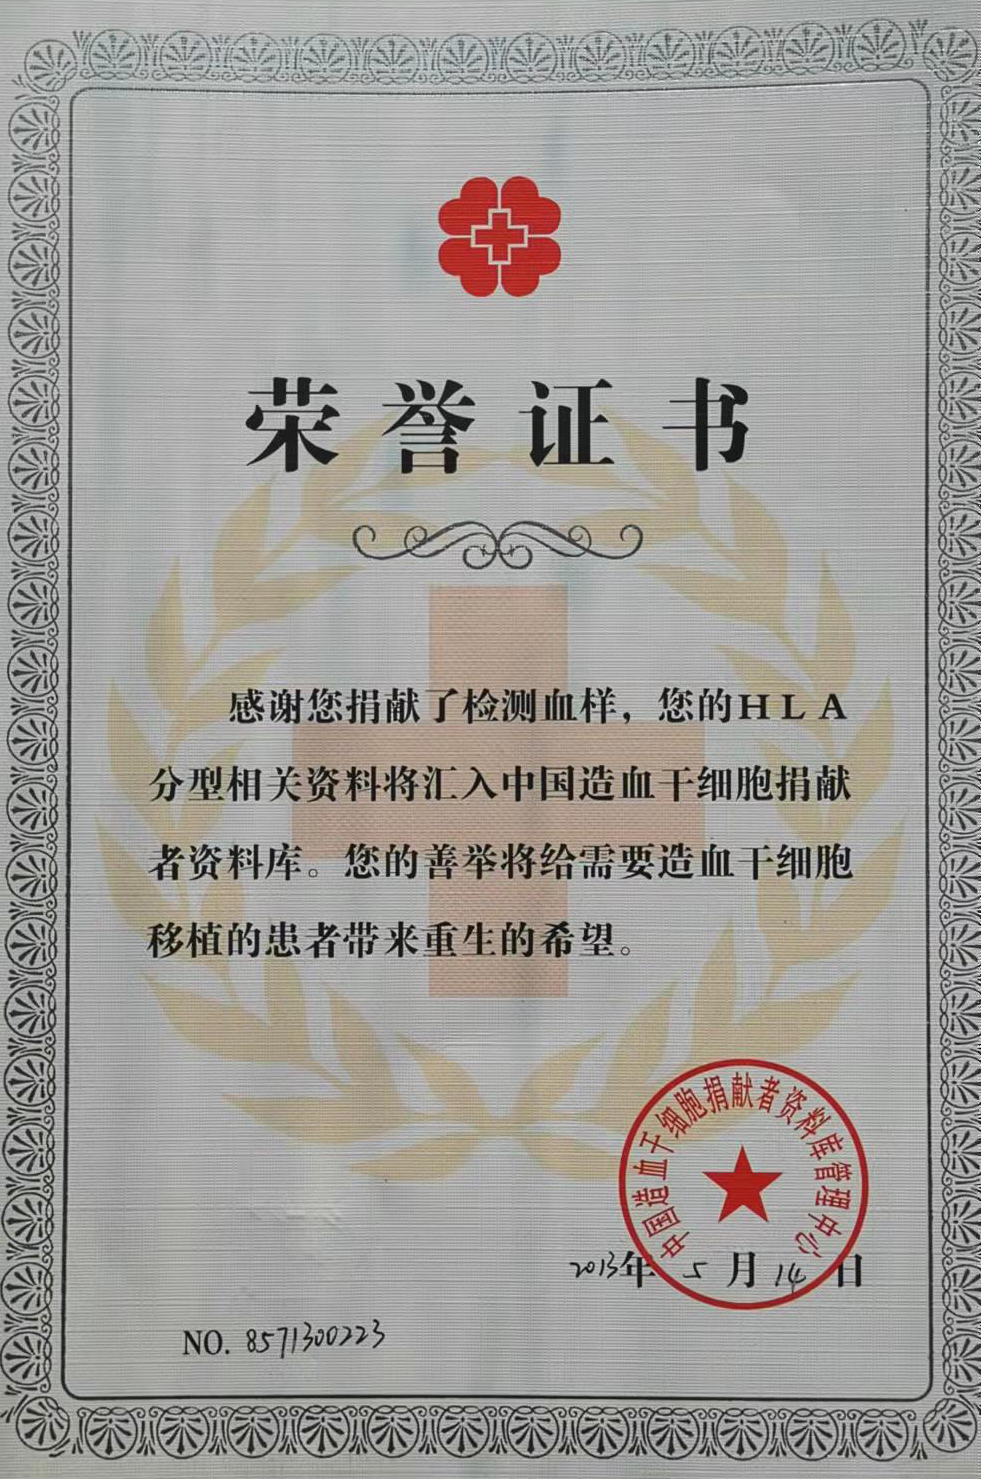 荣誉证书
感谢您捐献了检测血样，您的HLA
分型相关资料将汇入中国造血干细胞捐献
者资料库。您的善举将给需要造血干细胞
移植的患者带来重生的希望。
中国造血干细胞捐献者资料库管理中心
2013年5月14日
NO. 8571300223